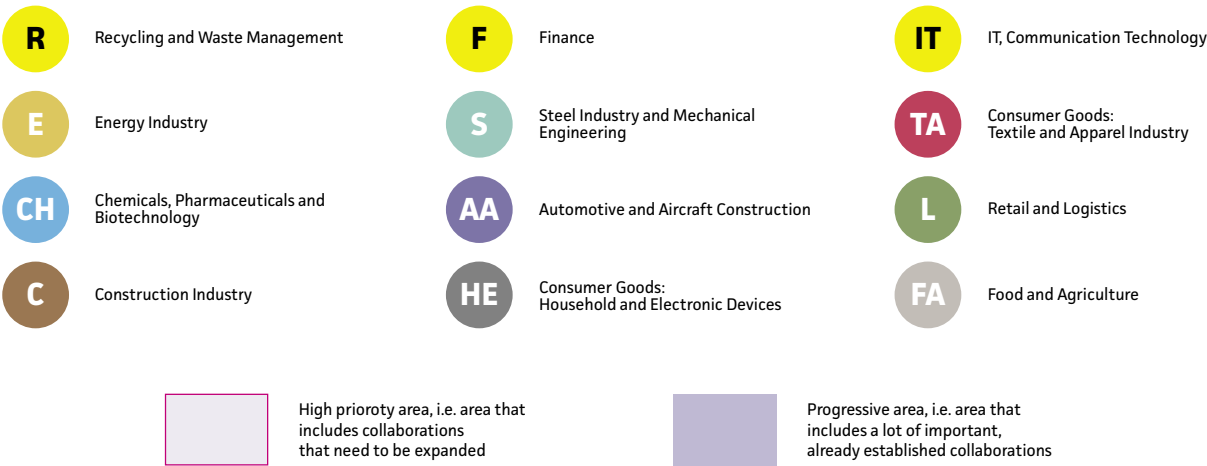 R Recycling and Waste Management
F Finance
IT IT, Communication Technology
E Energy Industry
S Steel Industry and Mechanical
Engineering
TA Consumer Goods:
Textile and Apparel Industry
CH Chemicals, Pharmaceuticals and
Biotechnology
AA Automotive and Aircraft Construction
L Retail and Logistics
C Construction Industry
HE Consumer Goods:
Household and Electronic Devices
FA Food and Agriculture
High prioroty area, i.e. area that
includes collaborations
that need to be expanded
Progressive area, i.e. area that
includes a lot of important,
already established collaborations